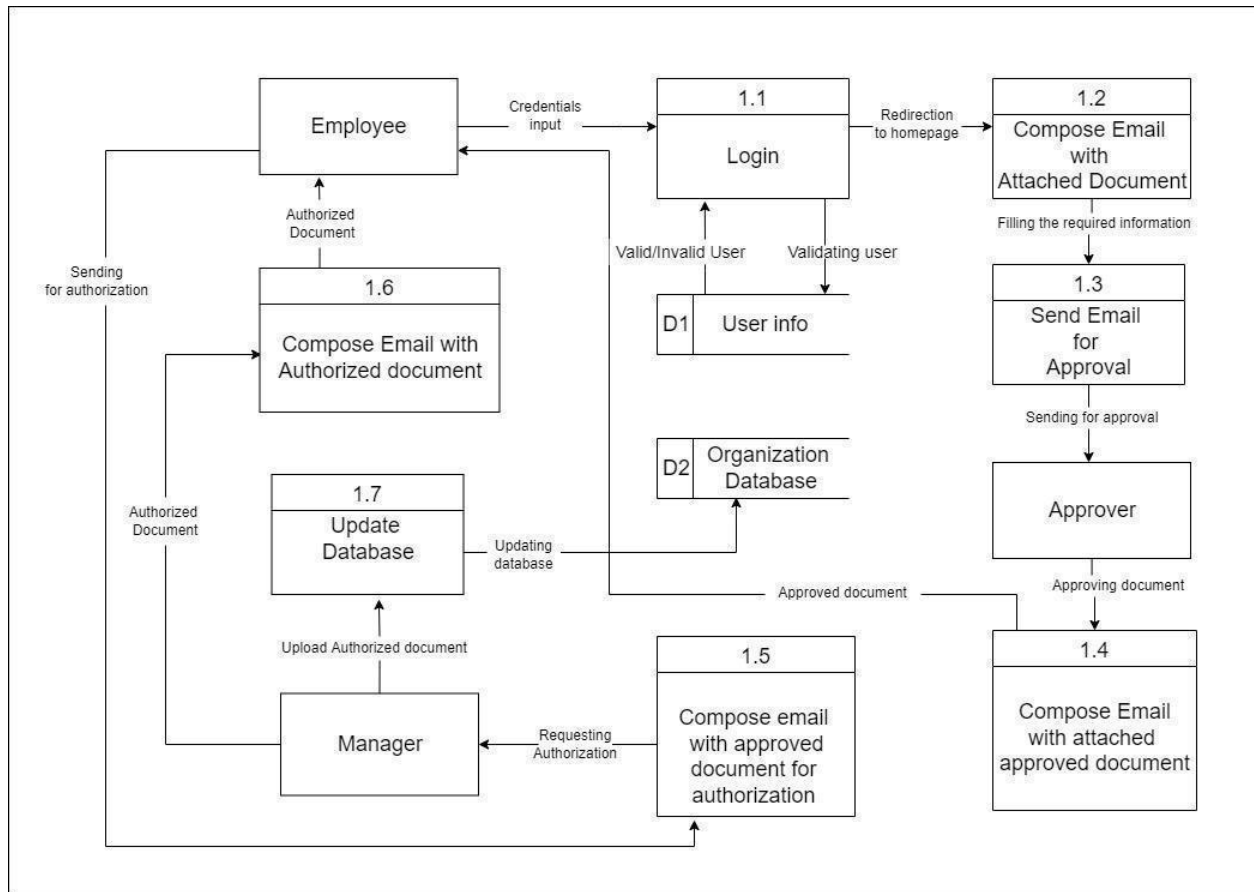 Employee
Credentials
input
1.1
Login
Redirection
to homepage
1.2
Compose Email
with
Attached Document
Authorized
Document
Valid/Invalid User
Validating user
Filling the required information
Sending
for authorization
1.6
Compose Email with
Authorized document
D1
User info
1.3
Send Email
for
Approval
Sending for approval
D2
Organization
Database
Approver
Authorized
Document
1.7
Update
Database
Updating
database
Approved document
Approving document
Upload Authorized document
1.5
Compose email
with approved
document for
authorization
1.4
Compose Email
with attached
approved document
Manager
Requesting
Authorization